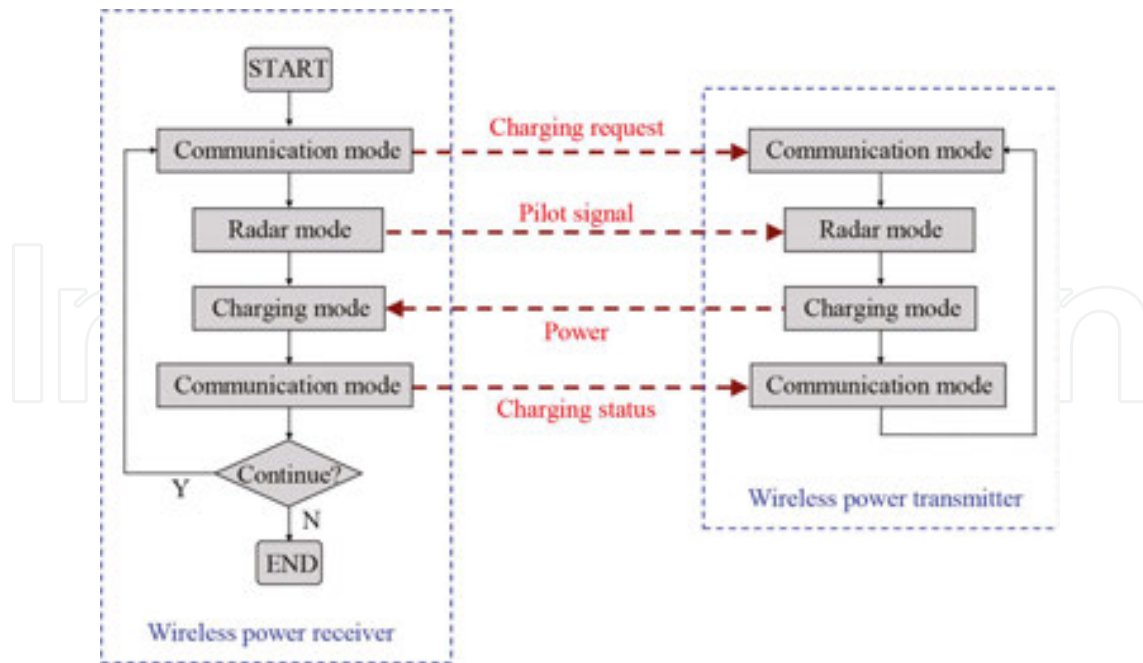 START
Charging request
Communication mode
Communication mode
Pilot signal
Radar mode
Radar mode
Charging mode
Charging mode
Power
Communication mode
Communication mode
Charging status
Continue?
Y
N
Wireless power transmitter
END
Wireless power receiver